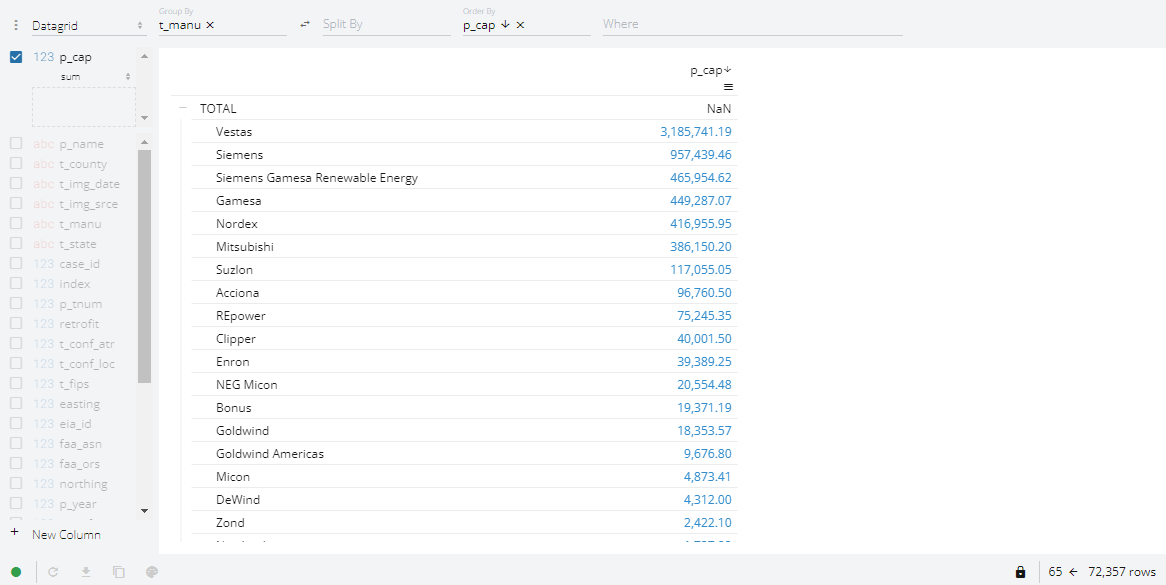 Group By
Order By
Datagrid
t_manu ×
Split By
p_cap ↓ ×
Where
123 p_cap
sum
p_cap↓
TOTAL NaN
Vestas 3,185,741.19
Siemens 957,439.46
Siemens Gamesa Renewable Energy 465,954.62
Gamesa 449,287.07
Nordex 416,955.95
Mitsubishi 386,150.20
Suzlon 117,055.05
Acciona 96,760.50
REpower 75,245.35
Clipper 40,001.50
Enron 39,389.25
NEG Micon 20,554.48
Bonus 19,371.19
Goldwind 18,353.57
Goldwind Americas 9,676.80
Micon 4,873.41
DeWind 4,312.00
Zond 2,422.10
abc p_name
abc t_county
abc t_img_date
abc t_img_srce
abc t_manu
abc t_state
123 case_id
123 index
123 p_tnum
123 retrofit
123 t_conf_atr
123 t_conf_loc
123 t_fips
123 easting
123 eia_id
123 faa_asn
123 faa_ors
123 northing
123 p_year
+ New Column
65 ← 72,357 rows